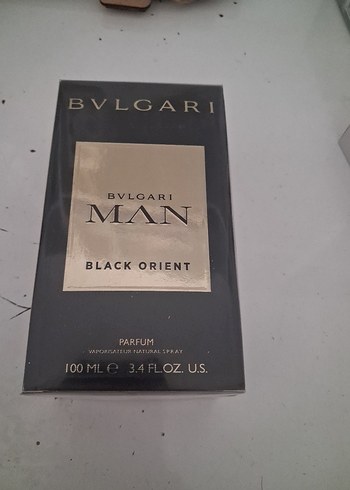 BVLGARI
BVLGARI
MAN
BLACK ORIENT
PARFUM
VAPORISATEUR NATURAL SPRAY
100 ML ℮ 3.4 FL.OZ. U.S.